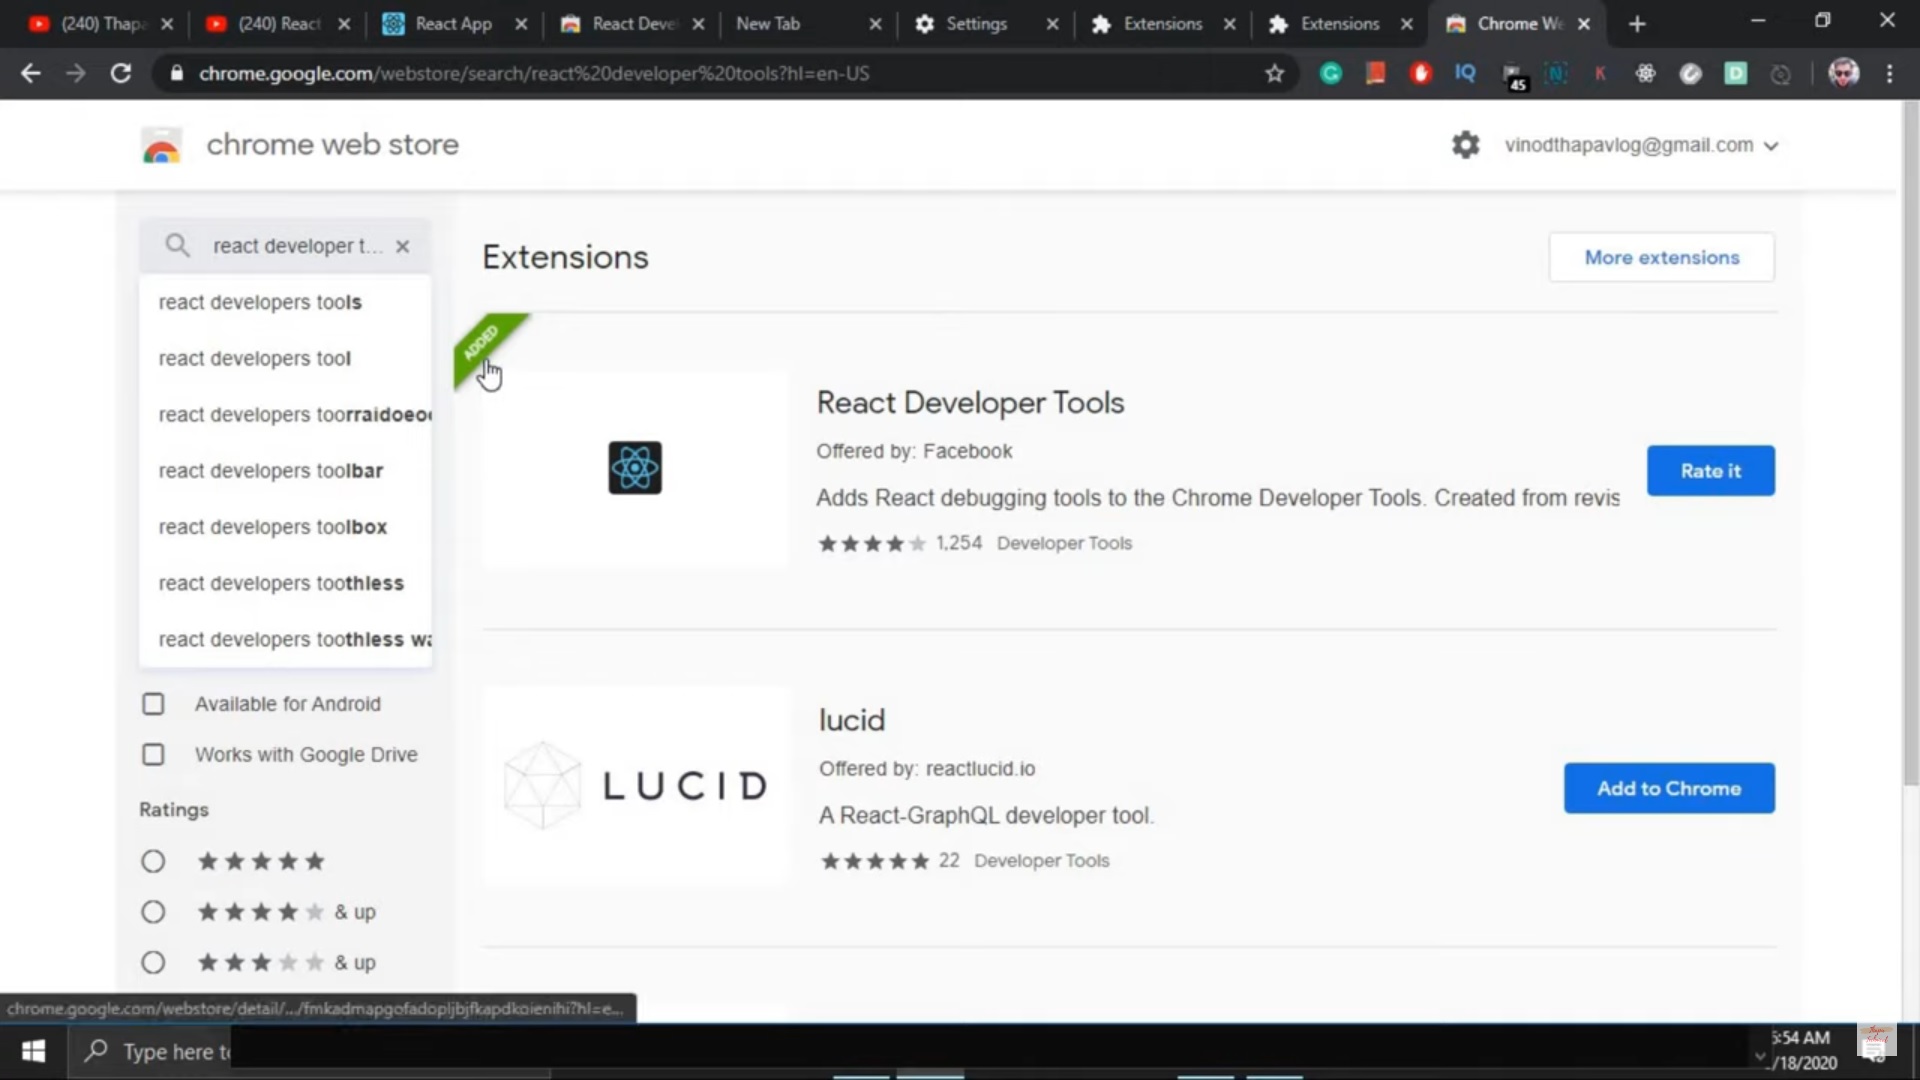 (240) Thapa
(240) React
React App
React Deve
New Tab
Settings
Extensions
Extensions
Chrome We
chrome.google.com/webstore/search/react%20developer%20tools?hl=en-US
IQ
45
N
K
D
chrome web store
vinodthapavlog@gmail.com
react developer t...
react developers tools
react developers tool
react developers toorraidoeo
react developers toolbar
react developers toolbox
react developers toothless
react developers toothless wa
Available for Android
Works with Google Drive
Ratings
& up
& up
Extensions
More extensions
ADDED
React Developer Tools
Offered by: Facebook
Rate it
Adds React debugging tools to the Chrome Developer Tools. Created from revis
1,254 Developer Tools
lucid
LUCID
Offered by: reactlucid.io
Add to Chrome
A React-GraphQL developer tool.
22 Developer Tools
chrome.google.com/webstore/detail/.../fmkadmapgofadopljbjfkapdkoienihi?hl=e...
Type here to
5:54 AM
/18/2020